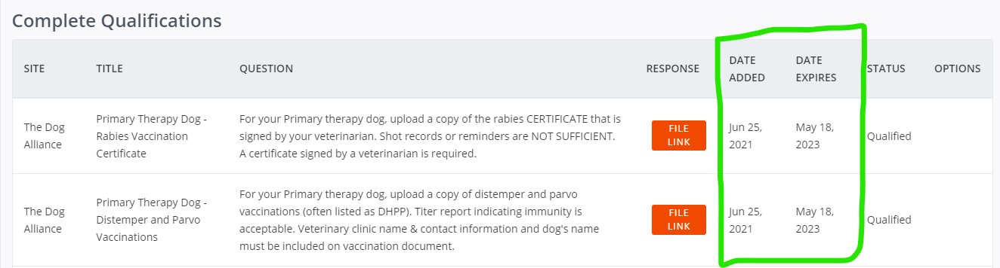 Complete Qualifications
SITE TITLE QUESTION RESPONSE DATE ADDED DATE EXPIRES STATUS OPTIONS
The Dog Alliance
Primary Therapy Dog -
Rabies Vaccination
Certificate
For your Primary therapy dog, upload a copy of the rabies CERTIFICATE that is
signed by your veterinarian. Shot records or reminders are NOT SUFFICIENT.
A certificate signed by a veterinarian is required.
FILE
LINK
Jun 25,
2021
May 18,
2023
Qualified
The Dog
Alliance
Primary Therapy Dog -
Distemper and Parvo
Vaccinations
For your Primary therapy dog, upload a copy of distemper and parvo
vaccinations (often listed as DHPP). Titer report indicating immunity is
acceptable. Veterinary clinic name & contact information and dog's name
must be included on vaccination document.
FILE
LINK
Jun 25,
2021
May 18,
2023
Qualified